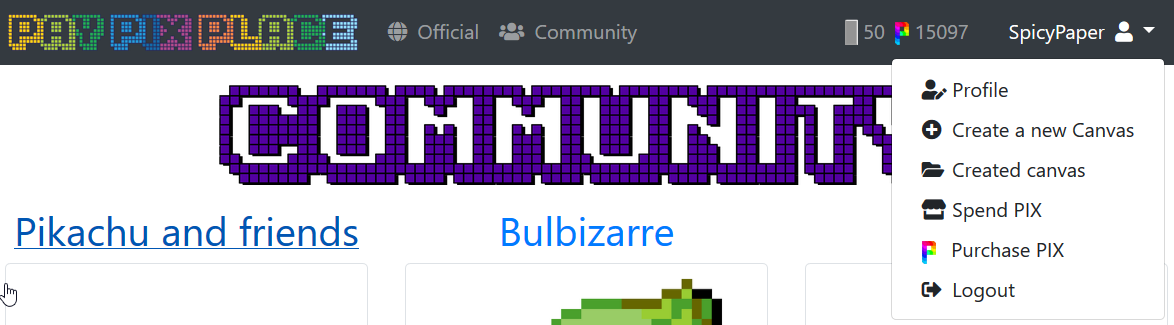 PAY PIX PLACE Official Community 50 15097 SpicyPaper
Profile
Create a new Canvas
Created canvas
Spend PIX
Purchase PIX
Logout
COMMUNIT
Pikachu and friends Bulbizarre